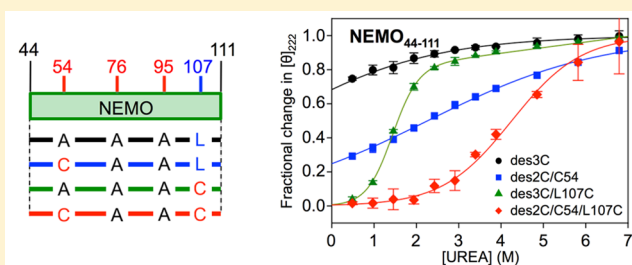 44 54 76 95 107 111
NEMO
A A A L
C A A L
A A A C
C A A C
NEMO44-111
Fractional change in [θ]222
1.0
0.8
0.6
0.4
0.2
0.0
des3C
des2C/C54
des3C/L107C
des2C/C54/L107C
0 1 2 3 4 5 6 7
[UREA] (M)